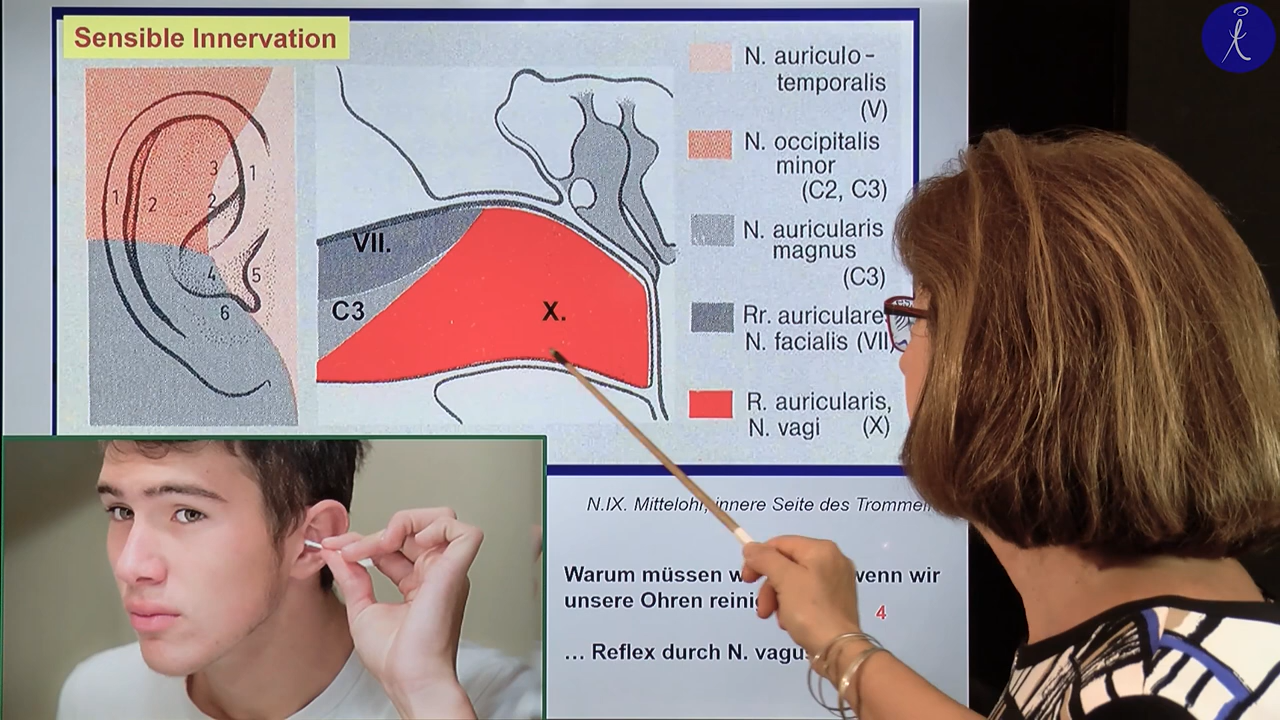 Sensible Innervation
1
2
3
1
2
4
5
6
VII.
C3
X.
N. auriculo-
temporalis
(V)
N. occipitalis
minor
(C2, C3)
N. auricularis
magnus
(C3)
Rr. auriculare
N. facialis (VII)
R. auricularis,
N. vagi (X)
N.IX. Mittelohr, innere Seite des
Warum müssen wenn wir
unsere Ohren
4
… Reflex durch N. vagus